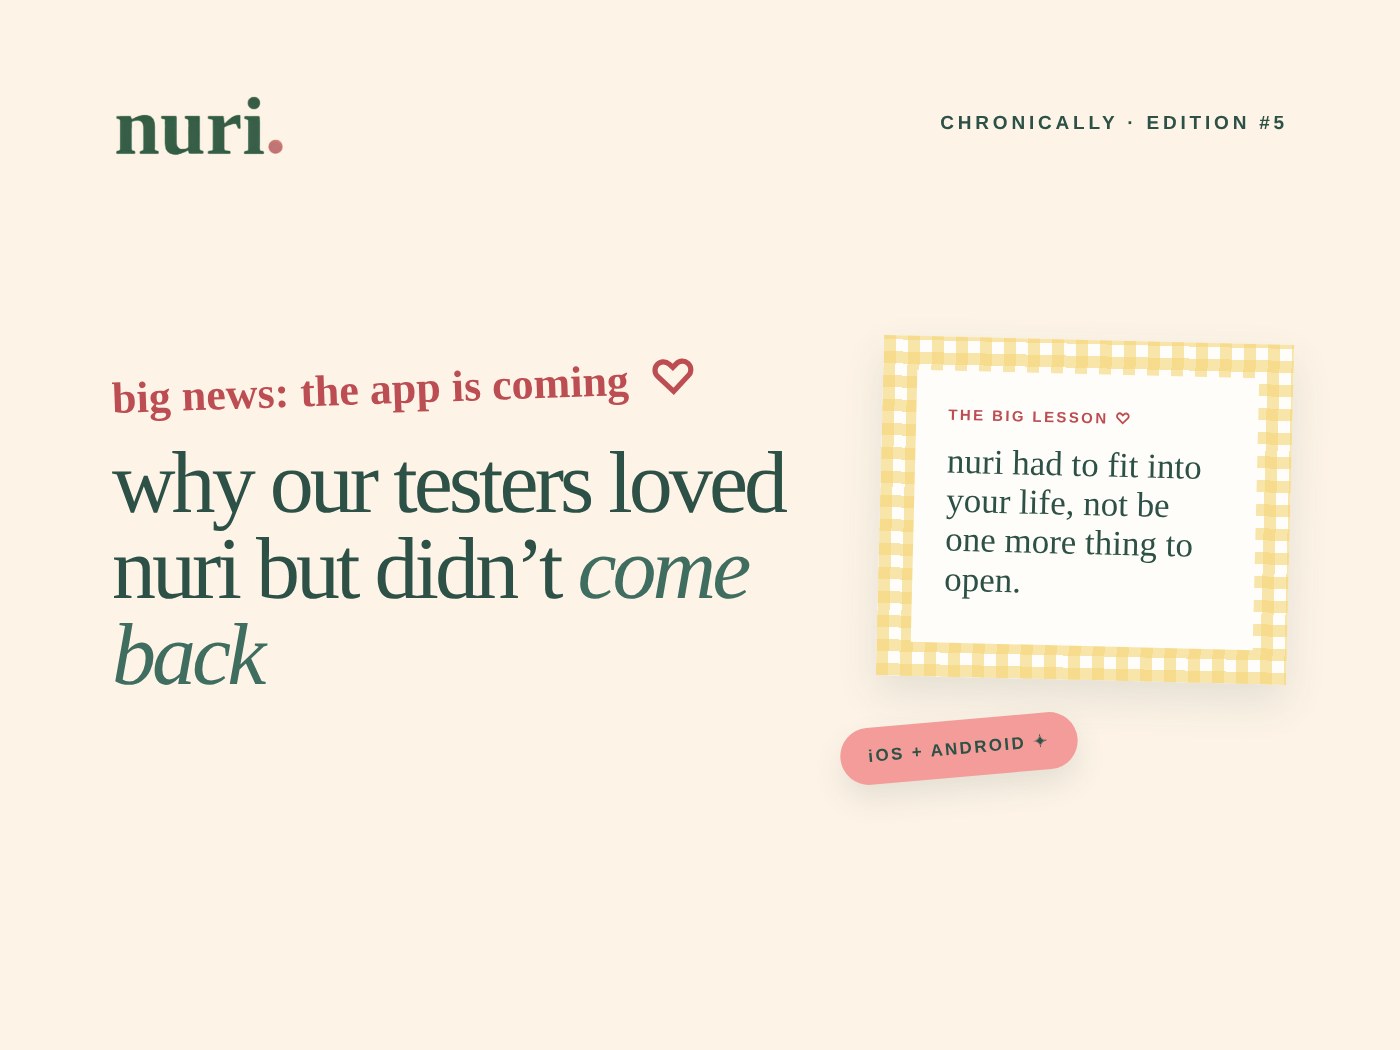 nuri.
CHRONICALLY · EDITION #5
big news: the app is coming ♡
why our testers loved
nuri but didn’t come
back
THE BIG LESSON ♡
nuri had to fit into
your life, not be
one more thing to
open.
iOS + ANDROID ✦